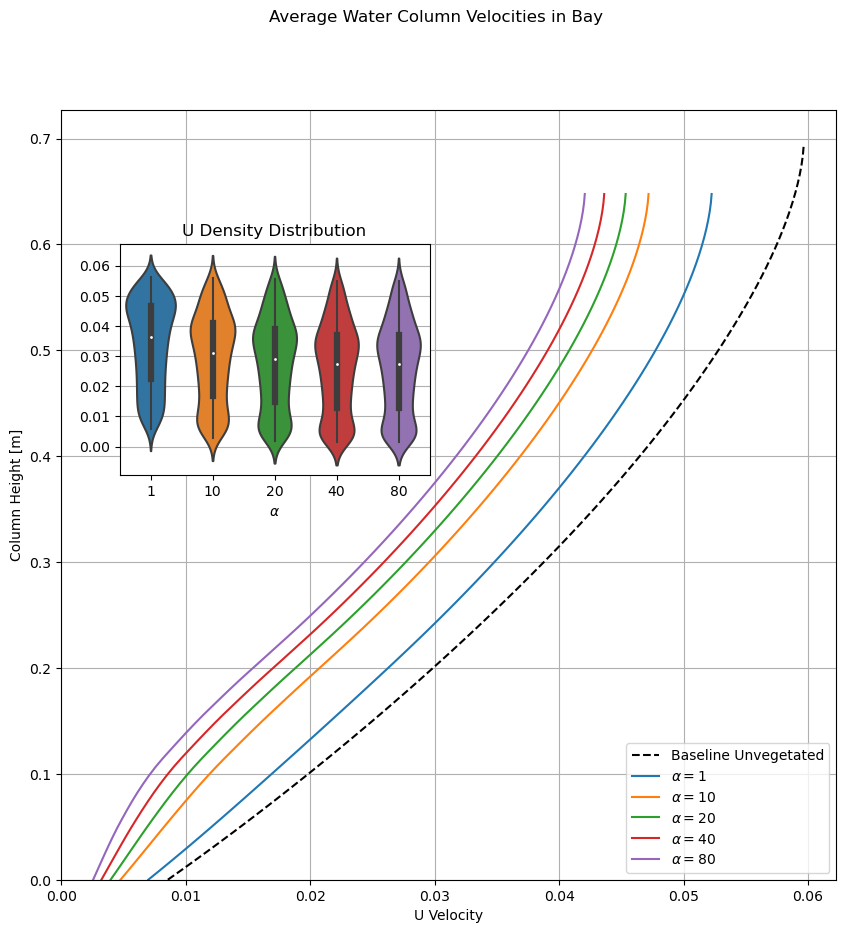 Average Water Column Velocities in Bay
0.7
0.6
0.5
0.4
0.3
0.2
0.1
0.0
Column Height [m]
U Density Distribution
0.06
0.05
0.04
0.03
0.02
0.01
0.00
1 10 20 40 80
α
Baseline Unvegetated
α = 1
α = 10
α = 20
α = 40
α = 80
0.00 0.01 0.02 0.03 0.04 0.05 0.06
U Velocity